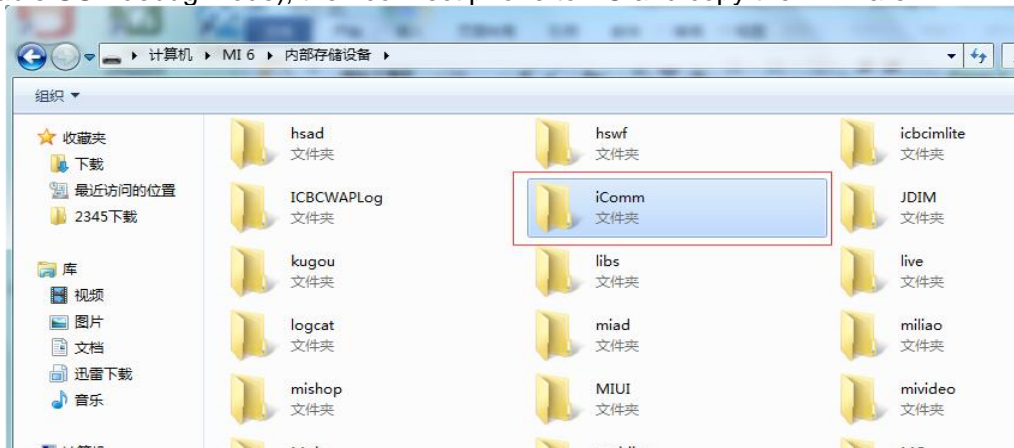 计算机 ▸ MI 6 ▸ 内部存储设备 ▸
组织 ▼
收藏夹
下载
最近访问的位置
2345下载
库
视频
图片
文档
迅雷下载
音乐
hsad
文件夹
hswf
文件夹
icbcimlite
文件夹
ICBCWAPLog
文件夹
iComm
文件夹
JDIM
文件夹
kugou
文件夹
libs
文件夹
live
文件夹
logcat
文件夹
miad
文件夹
miliao
文件夹
mishop
文件夹
MIUI
文件夹
mivideo
文件夹